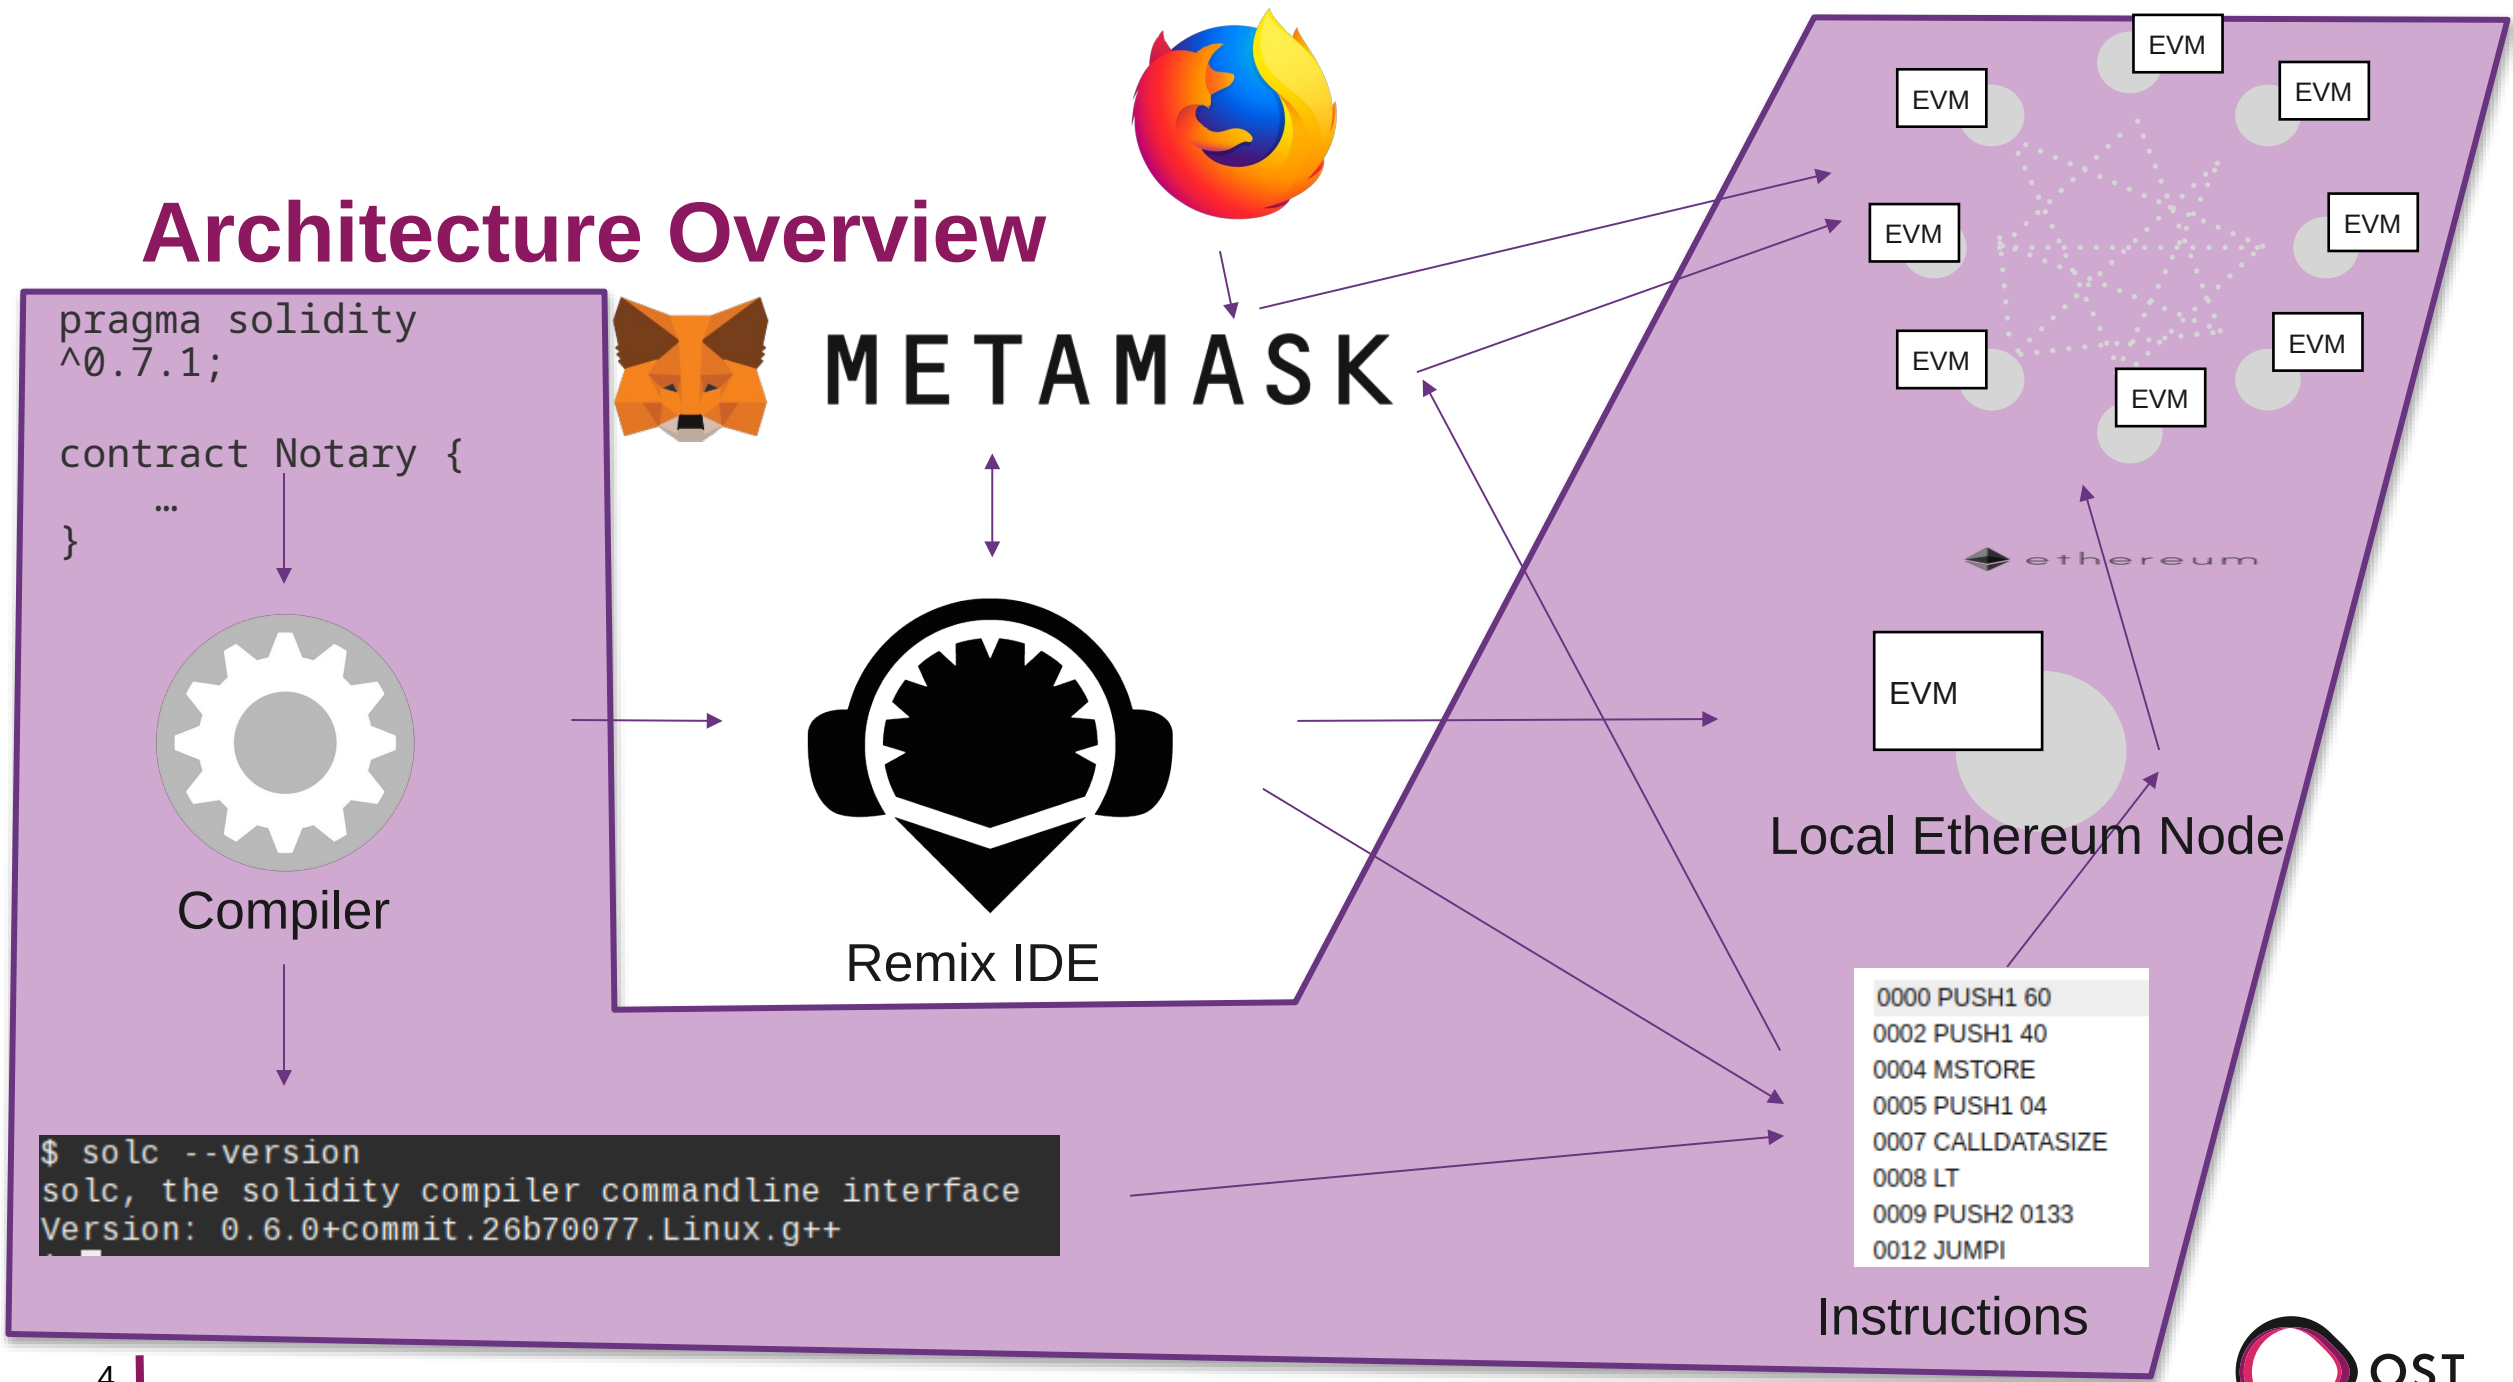 Architecture Overview
pragma solidity
^0.7.1;
contract Notary {
…
}
Compiler
$ solc --version
solc, the solidity compiler commandline interface
Version: 0.6.0+commit.26b70077.Linux.g++
METAMASK
Remix IDE
EVM
EVM
EVM
EVM
EVM
EVM
EVM
EVM
ethereum
EVM
Local Ethereum Node
0000 PUSH1 60
0002 PUSH1 40
0004 MSTORE
0005 PUSH1 04
0007 CALLDATASIZE
0008 LT
0009 PUSH2 0133
0012 JUMPI
Instructions
4
OST